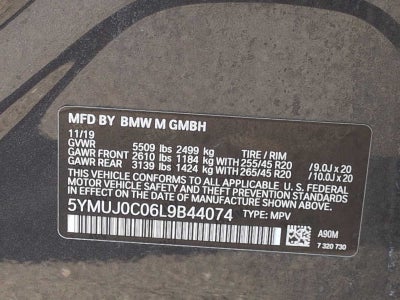 MFD BY BMW M GMBH
11/19
GVWR 5509 lbs 2499 kg TIRE / RIM
GAWR FRONT 2610 lbs 1184 kg WITH 255/45 R20 /9.0J x 20
GAWR REAR 3139 lbs 1424 kg WITH 265/45 R20 /10.0J x 20
THIS VEHICLE CONFORMS TO ALL APPLICABLE U. S. FEDERAL
MOTOR VEHICLE SAFETY, BUMPER, AND THEFT PREVENTION STANDARDS
IN EFFECT ON THE DATE OF MANUFACTURE SHOWN ABOVE.
5YMUJ0C06L9B44074 TYPE: MPV
A90M
7 320 730